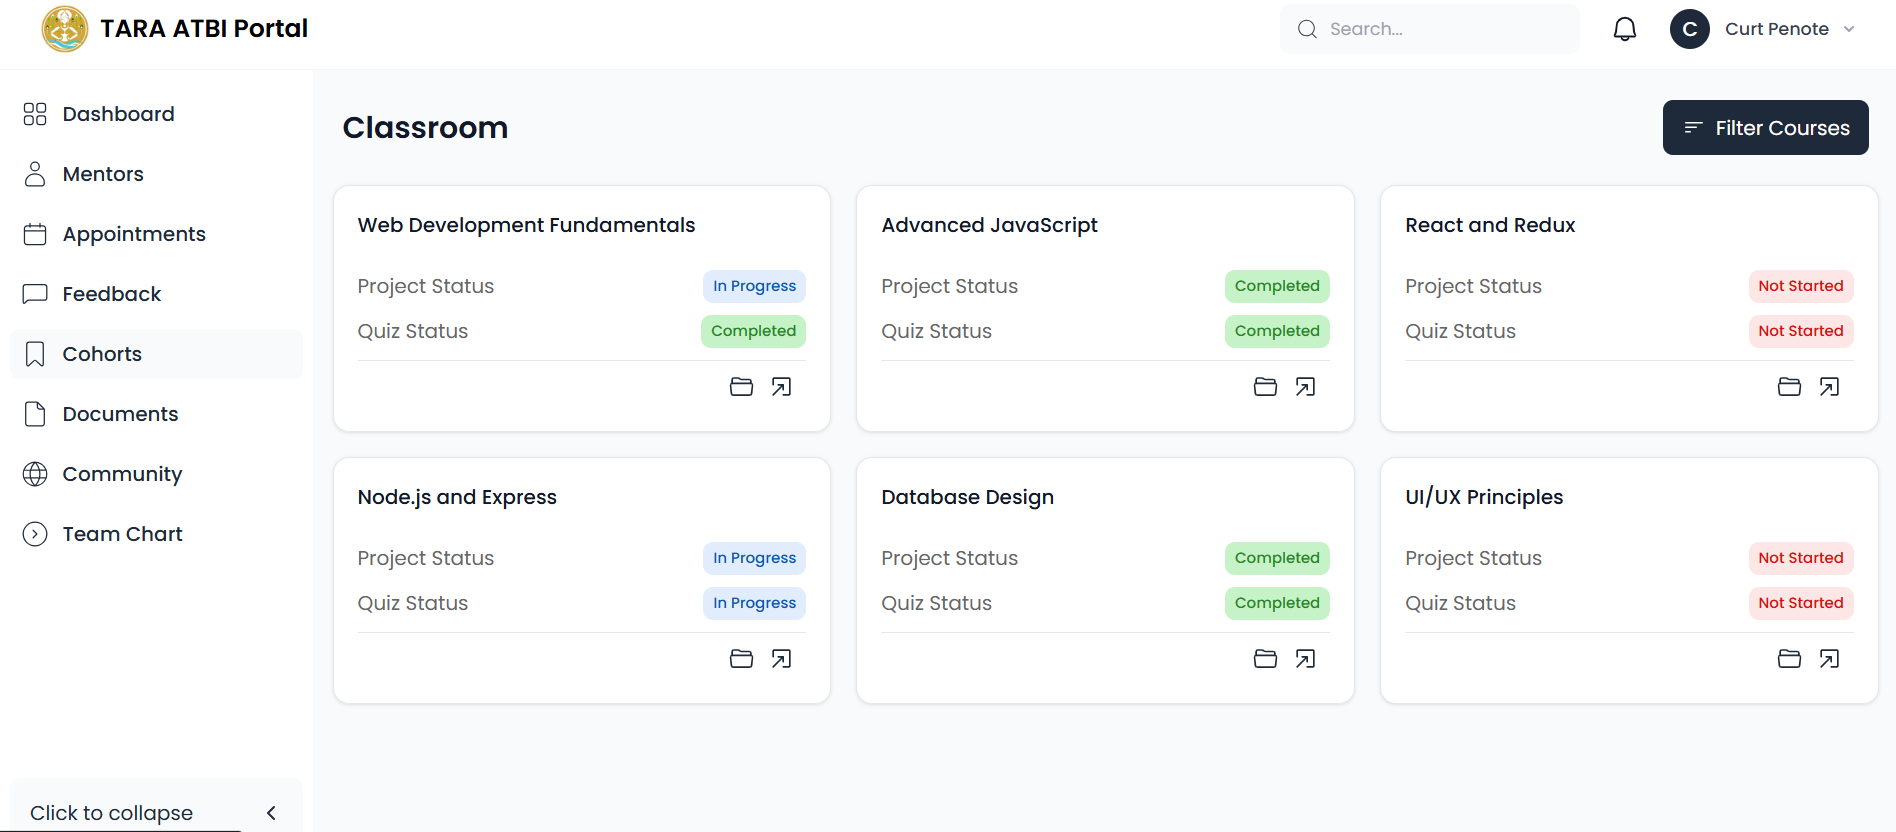 TARA ATBI Portal
Search...
C
Curt Penote
Dashboard
Mentors
Appointments
Feedback
Cohorts
Documents
Community
Team Chart
Click to collapse
Classroom
Filter Courses
Web Development Fundamentals
Project Status In Progress
Quiz Status Completed
Advanced JavaScript
Project Status Completed
Quiz Status Completed
React and Redux
Project Status Not Started
Quiz Status Not Started
Node.js and Express
Project Status In Progress
Quiz Status In Progress
Database Design
Project Status Completed
Quiz Status Completed
UI/UX Principles
Project Status Not Started
Quiz Status Not Started